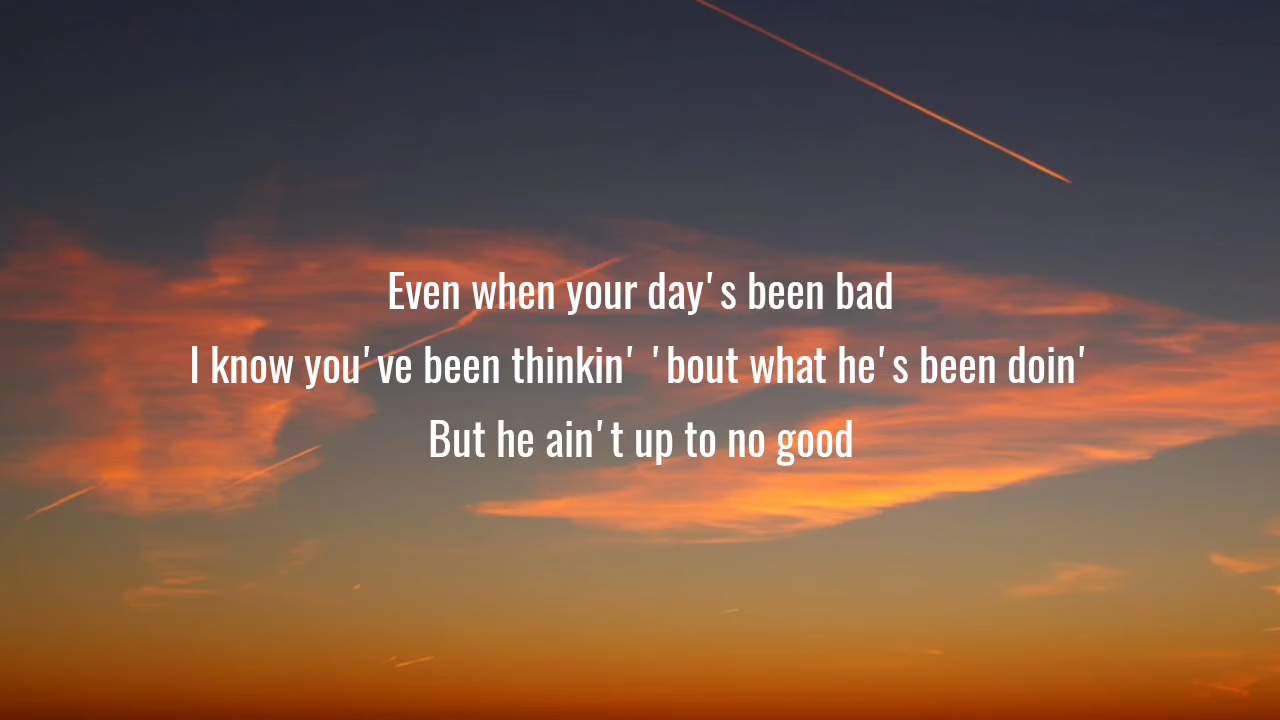 Even when your day's been bad
I know you've been thinkin' 'bout what he's been doin'
But he ain't up to no good